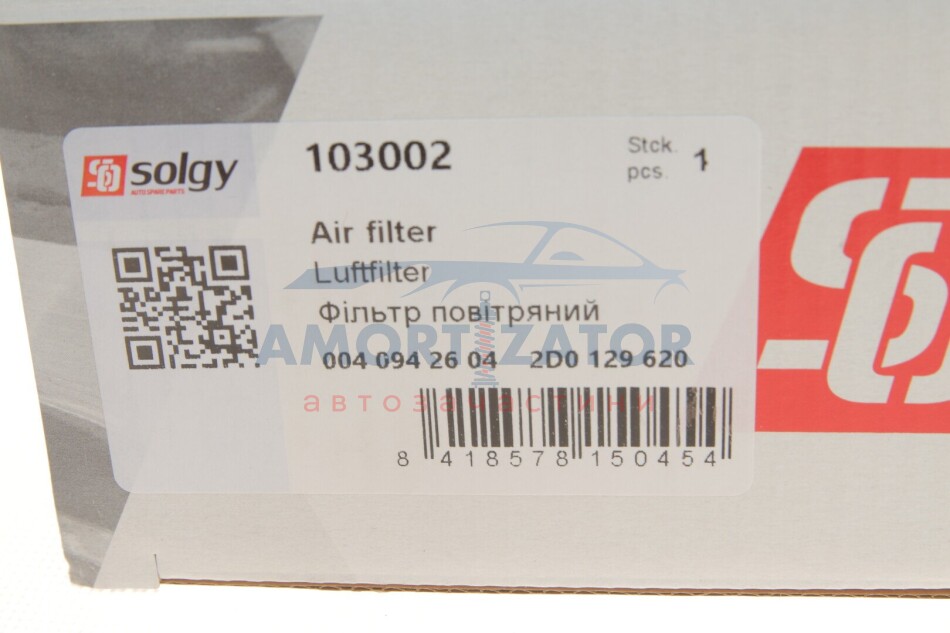 solgy
AUTO SPARE PARTS
103002
Stck.
pcs. 1
Air filter
Luftfilter
Фільтр повітряний
AMORTIZATOR
004 094 26 04 2D0 129 620
автозапчастини
8 418578 150454